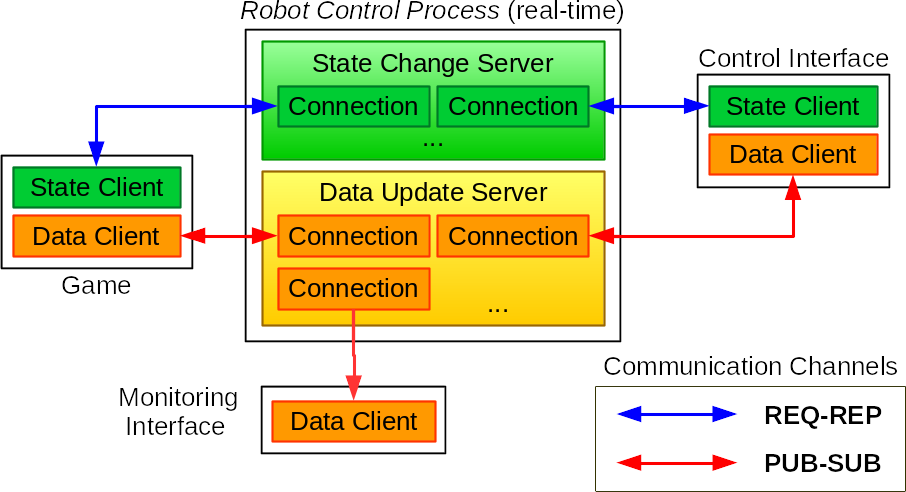 Robot Control Process (real-time)
State Change Server
Connection Connection
...
Control Interface
State Client
Data Client
State Client
Data Client
Game
Data Update Server
Connection Connection
Connection
...
Monitoring
Interface
Data Client
Communication Channels
REQ-REP
PUB-SUB